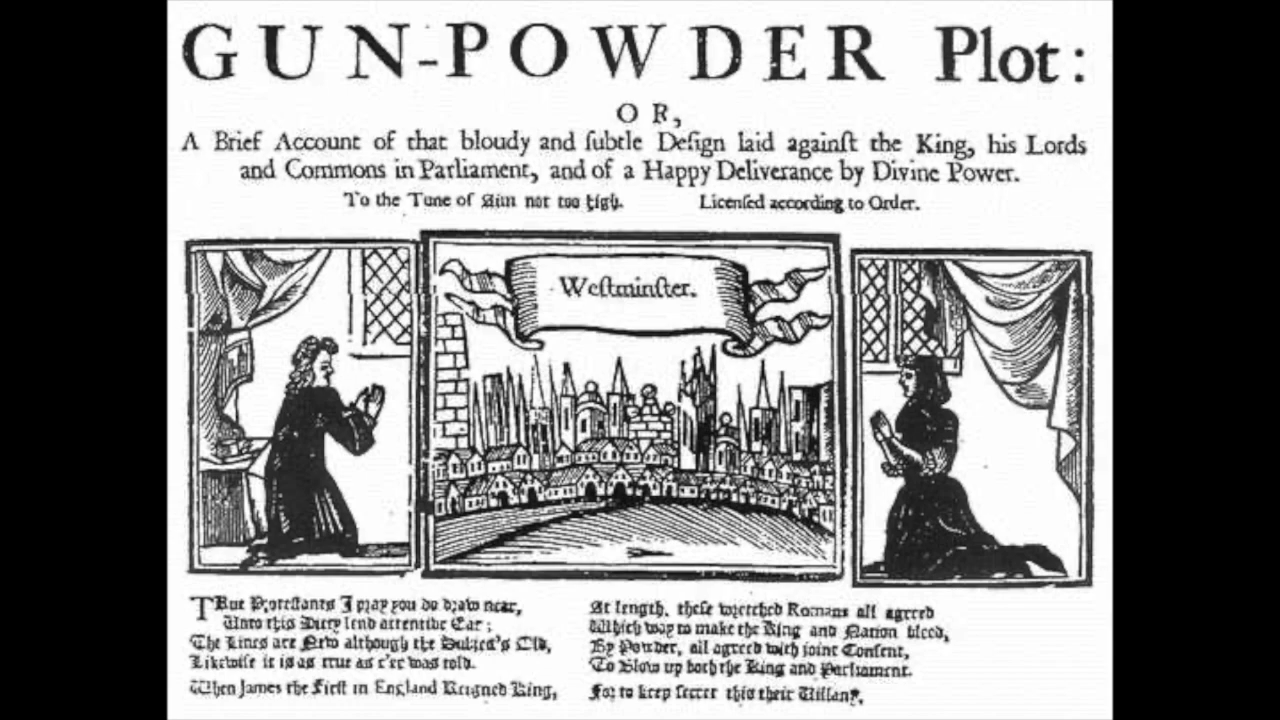 GUN-POWDER Plot:
OR,
A Brief Account of that bloudy and ſubtle Deſign laid againſt the King, his Lords
and Commons in Parliament, and of a Happy Deliverance by Divine Power.
To the Tune of Aim not too high. Licenſed according to Order.
Weſtminſter.
TRue Proteſtants I pray you do draw near,
Unto this Ditty lend attentive Ear;
The Lines are New although the Subject's Old,
Likewiſe it is as true as e'er was told.
When James the Firſt in England Reigned King,
At length, theſe wretched Romans all agreed
Which way to make the King and Nation bleed,
By Powder, all agreed with joint Conſent,
To Blow up both the King and Parliament.
For to keep ſecret this their Villany,